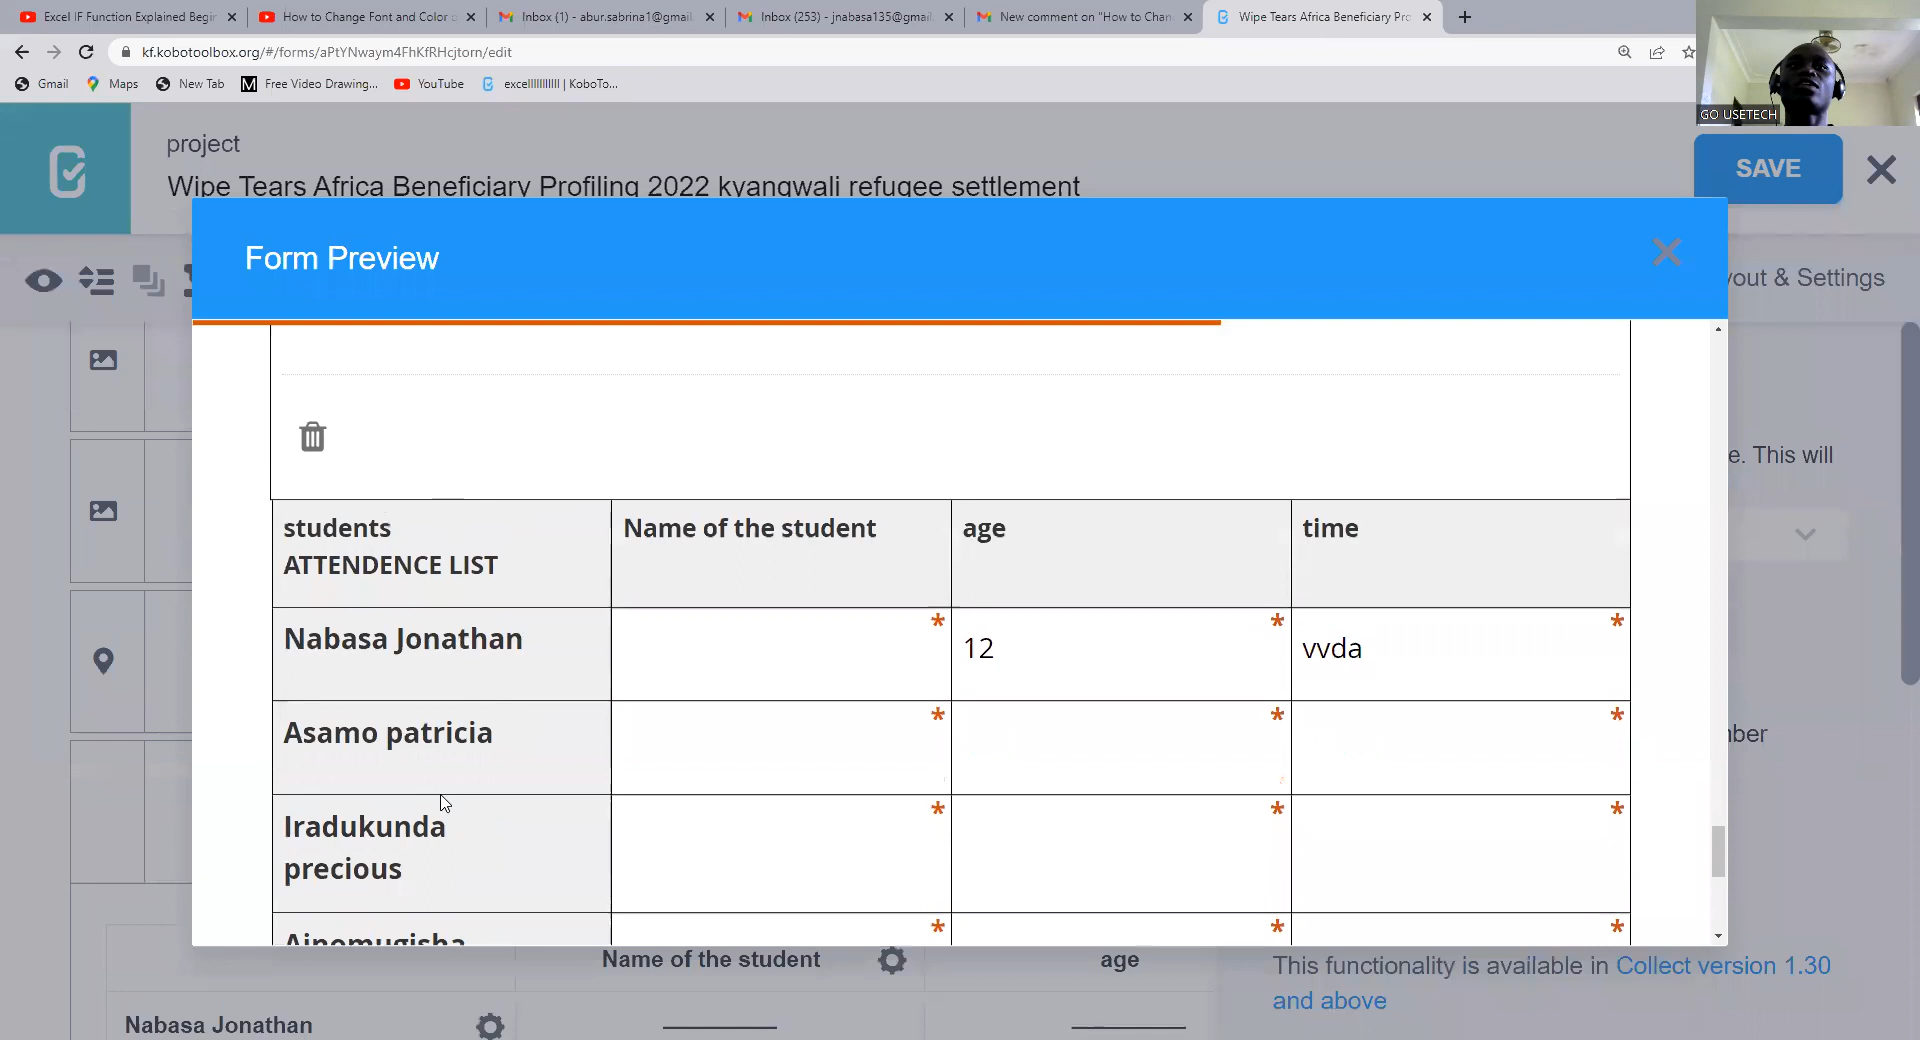 Excel IF Function Explained Begin
How to Change Font and Color o
Inbox (1) - abur.sabrina1@gmail.
Inbox (253) - jnabasa135@gmail.
New comment on "How to Chan
Wipe Tears Africa Beneficiary Pro
kf.kobotoolbox.org/#/forms/aPtYNwaym4FhKfRHcjtorn/edit
Gmail
Maps
New Tab
Free Video Drawing...
YouTube
excelllllllllll | KoboTo...
GO USETECH
project
Wipe Tears Africa Beneficiary Profiling 2022 kyangwali refugee settlement
SAVE
Form Preview
yout & Settings
e. This will
students
ATTENDENCE LIST
Name of the student
age
time
Nabasa Jonathan
*
12
*
vvda
*
Asamo patricia
*
*
*
Iradukunda
precious
*
*
*
Ainomugisha
*
*
*
mber
Name of the student
age
This functionality is available in Collect version 1.30
and above
Nabasa Jonathan